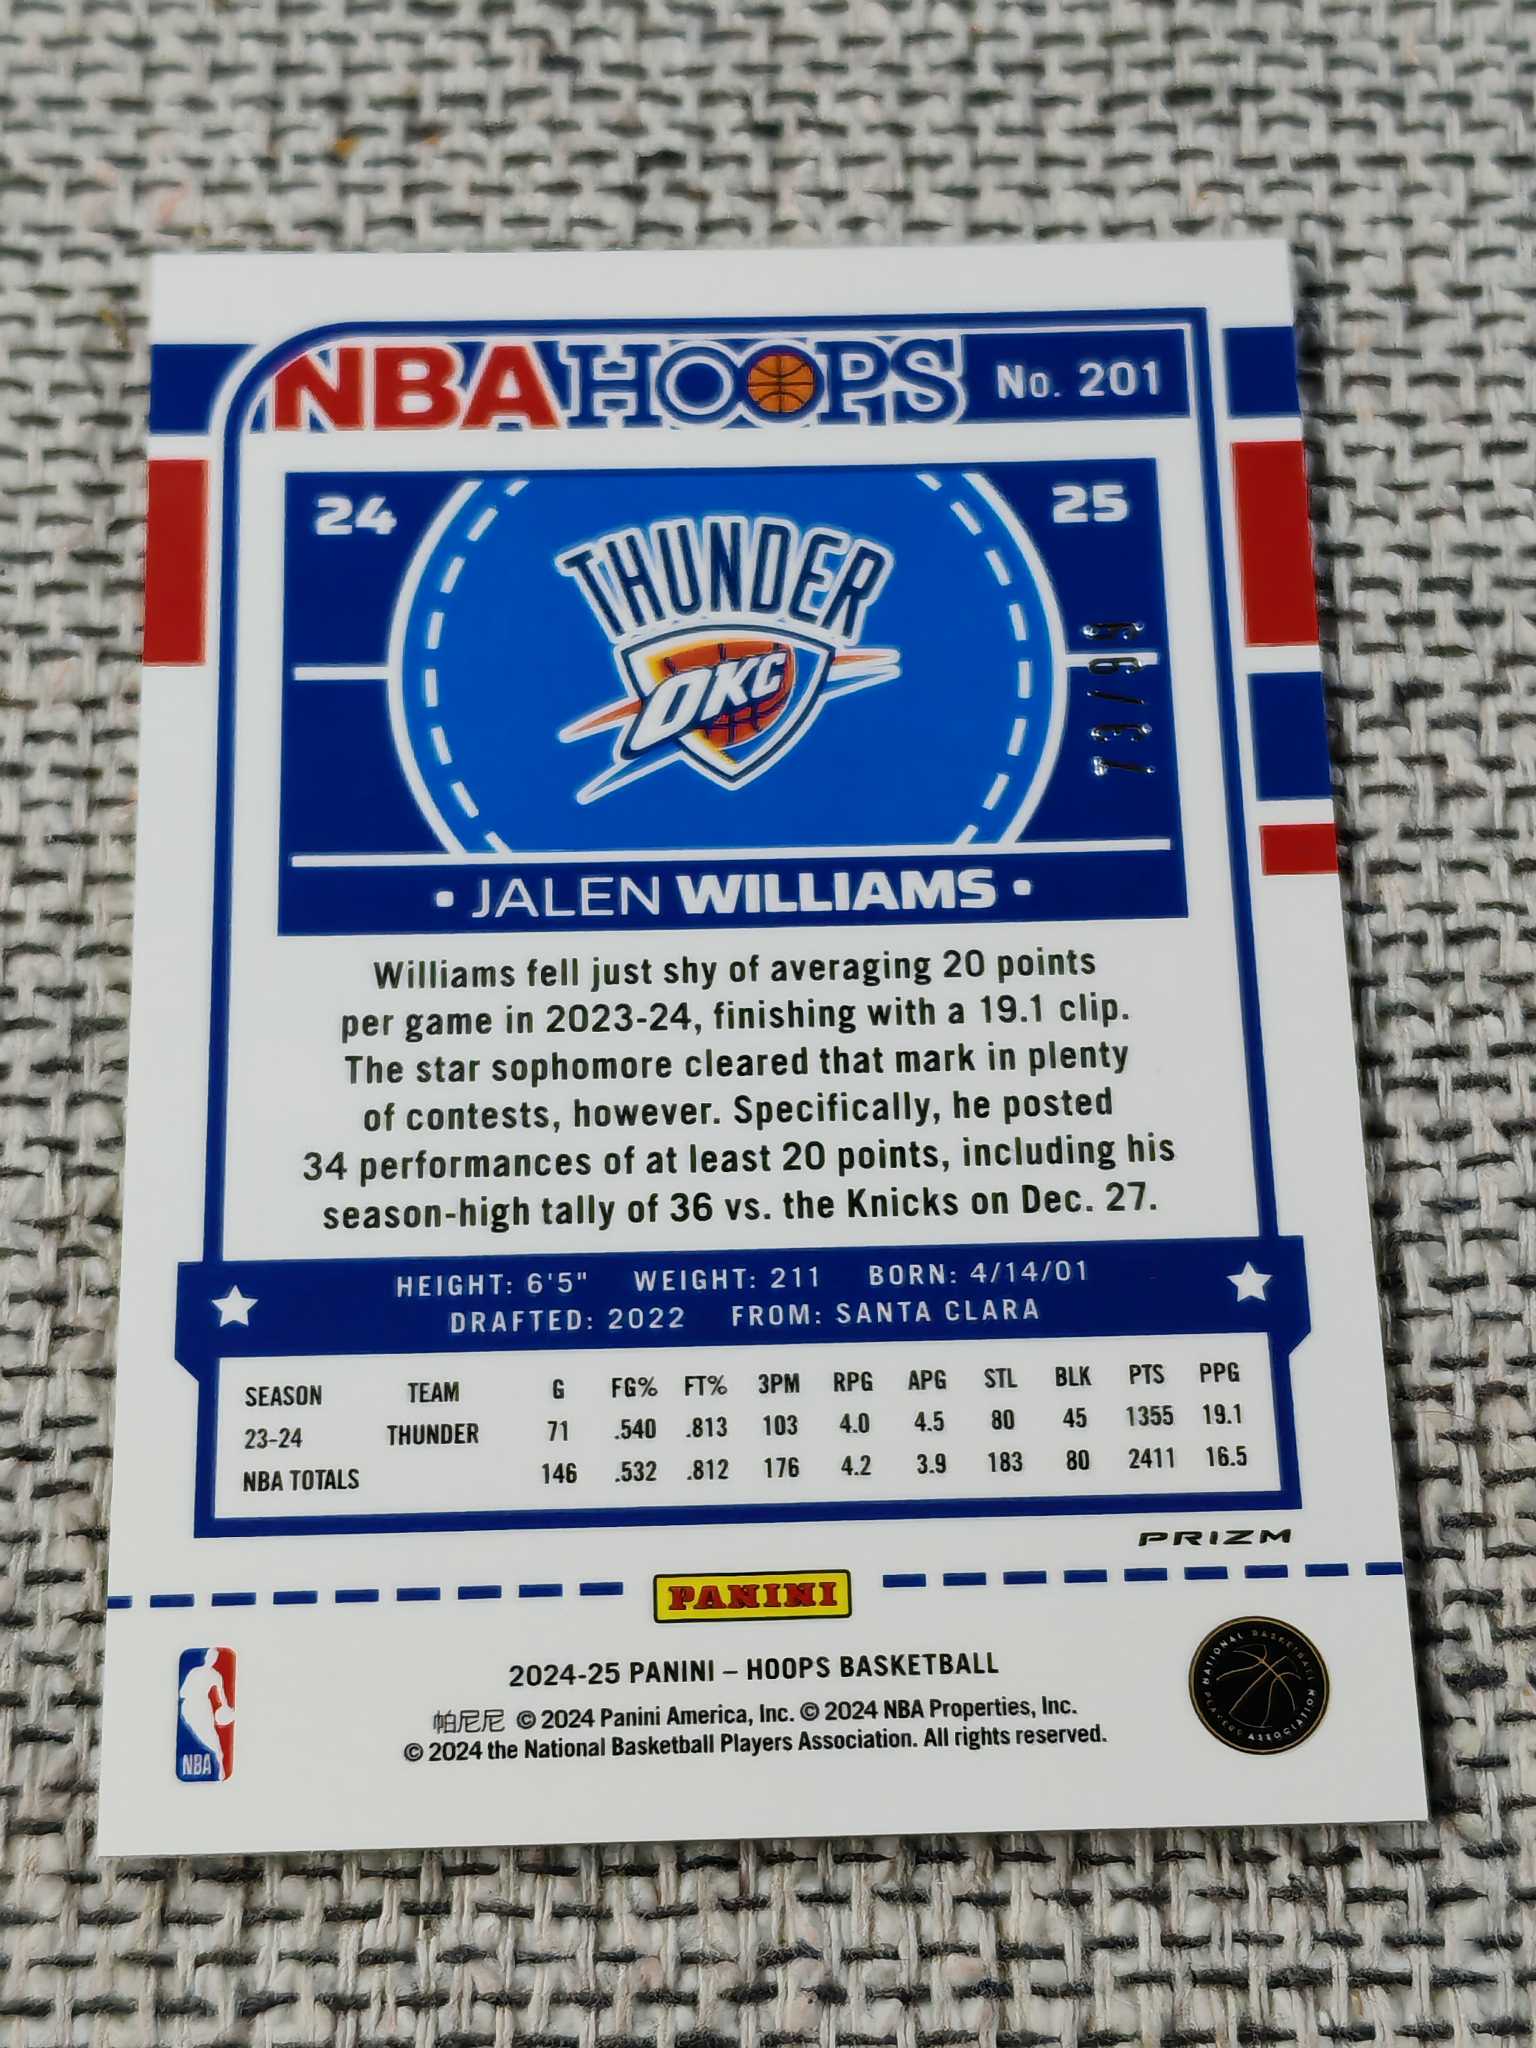 NBA HOOPS No. 201
24 25
THUNDER
OKC
73/99
• JALEN WILLIAMS •
Williams fell just shy of averaging 20 points
per game in 2023-24, finishing with a 19.1 clip.
The star sophomore cleared that mark in plenty
of contests, however. Specifically, he posted
34 performances of at least 20 points, including his
season-high tally of 36 vs. the Knicks on Dec. 27.
HEIGHT: 6'5" WEIGHT: 211 BORN: 4/14/01
DRAFTED: 2022 FROM: SANTA CLARA
SEASON TEAM G FG% FT% 3PM RPG APG STL BLK PTS PPG
23-24 THUNDER 71 .540 .813 103 4.0 4.5 80 45 1355 19.1
NBA TOTALS 146 .532 .812 176 4.2 3.9 183 80 2411 16.5
PRIZM
PANINI
2024-25 PANINI – HOOPS BASKETBALL
帕尼尼 © 2024 Panini America, Inc. © 2024 NBA Properties, Inc.
© 2024 the National Basketball Players Association. All rights reserved.
NBA
NATIONAL BASKETBALL PLAYERS ASSOCIATION